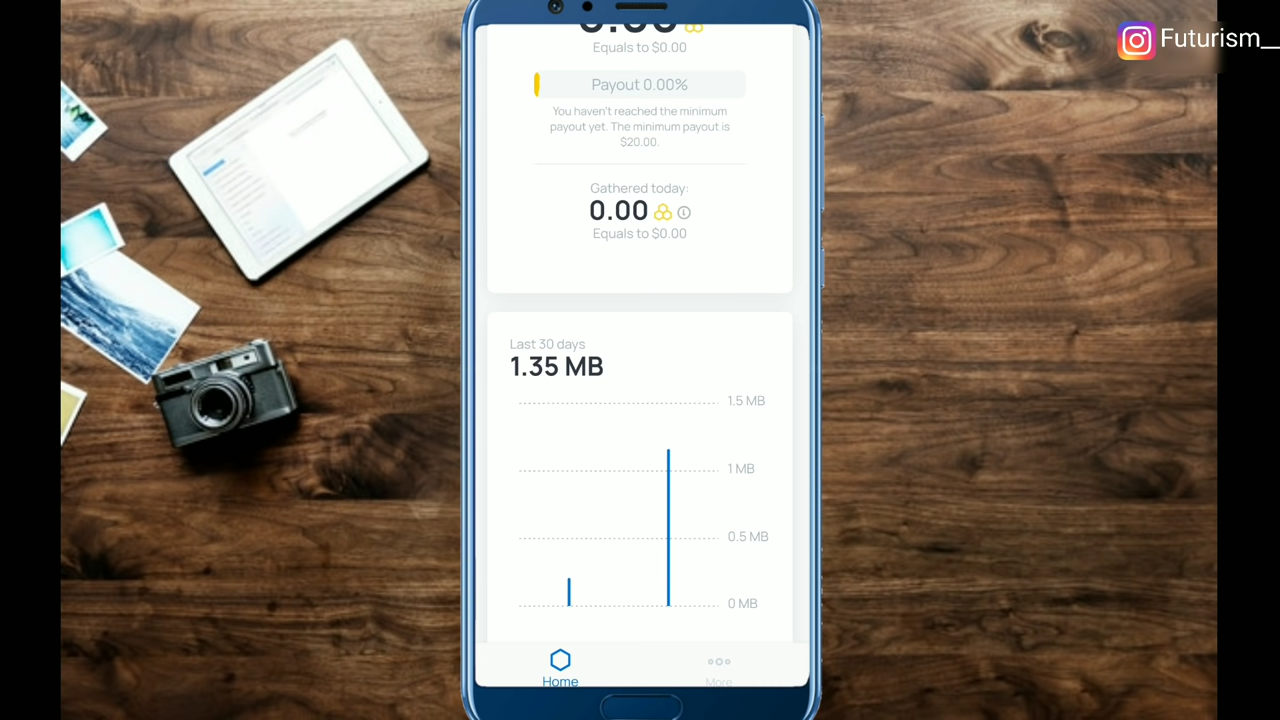 Futurism_
Equals to $0.00
Payout 0.00%
You haven't reached the minimum
payout yet. The minimum payout is
$20.00.
Gathered today:
0.00
Equals to $0.00
Last 30 days
1.35 MB
1.5 MB
1 MB
0.5 MB
0 MB
Home
More